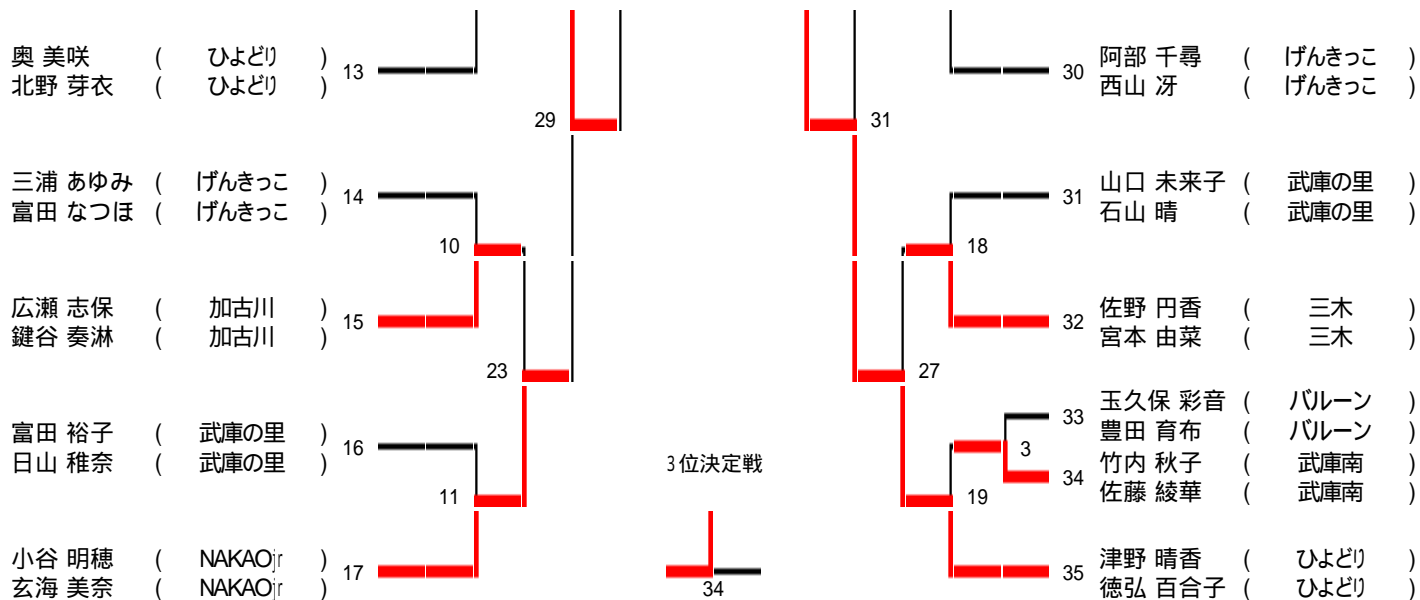 奥 美咲 ( ひよどり ) 13
北野 芽衣 ( ひよどり )
29
三浦 あゆみ ( げんきっこ ) 14
富田 なつほ ( げんきっこ )
10
広瀬 志保 ( 加古川 ) 15
鍵谷 奏淋 ( 加古川 )
23
富田 裕子 ( 武庫の里 ) 16
日山 稚奈 ( 武庫の里 )
11
小谷 明穂 ( NAKAOjr ) 17
玄海 美奈 ( NAKAOjr )
3位決定戦
34
30 阿部 千尋 ( げんきっこ )
西山 冴 ( げんきっこ )
31
31 山口 未来子 ( 武庫の里 )
石山 晴 ( 武庫の里 )
18
32 佐野 円香 ( 三木 )
宮本 由菜 ( 三木 )
27
33 玉久保 彩音 ( バルーン )
豊田 育布 ( バルーン )
3
34 竹内 秋子 ( 武庫南 )
佐藤 綾華 ( 武庫南 )
19
35 津野 晴香 ( ひよどり )
徳弘 百合子 ( ひよどり )